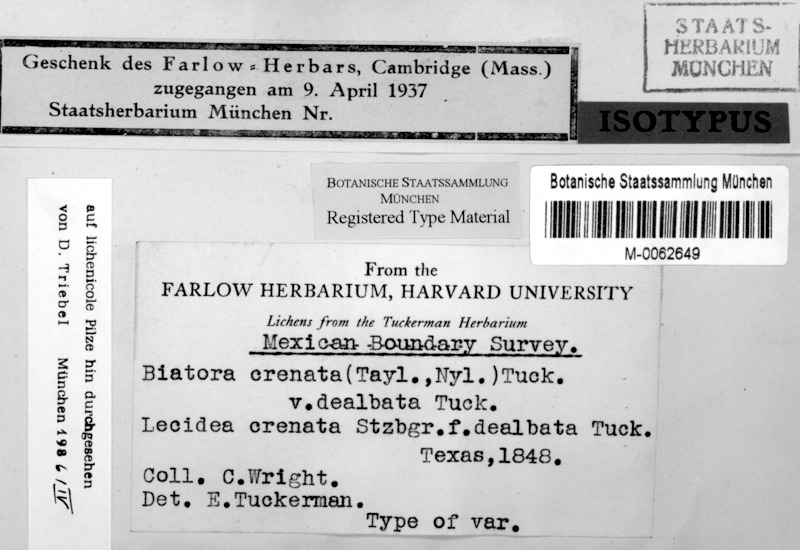 STAATS-
HERBARIUM
MÜNCHEN
Geschenk des Farlow-Herbars, Cambridge (Mass.)
zugegangen am 9. April 1937
Staatsherbarium München Nr.
ISOTYPUS
BOTANISCHE STAATSSAMMLUNG
MÜNCHEN
Registered Type Material
Botanische Staatssammlung München
M-0062649
auf lichenicole Pilze hin durchgesehen
von D. Triebel München 1986/IV
From the
FARLOW HERBARIUM, HARVARD UNIVERSITY
Lichens from the Tuckerman Herbarium
Mexican Boundary Survey.
Biatora crenata(Tayl.,Nyl.)Tuck.
v.dealbata Tuck.
Lecidea crenata Stzbgr.f.dealbata Tuck.
Texas,1848.
Coll. C.Wright.
Det. E.Tuckerman.
Type of var.